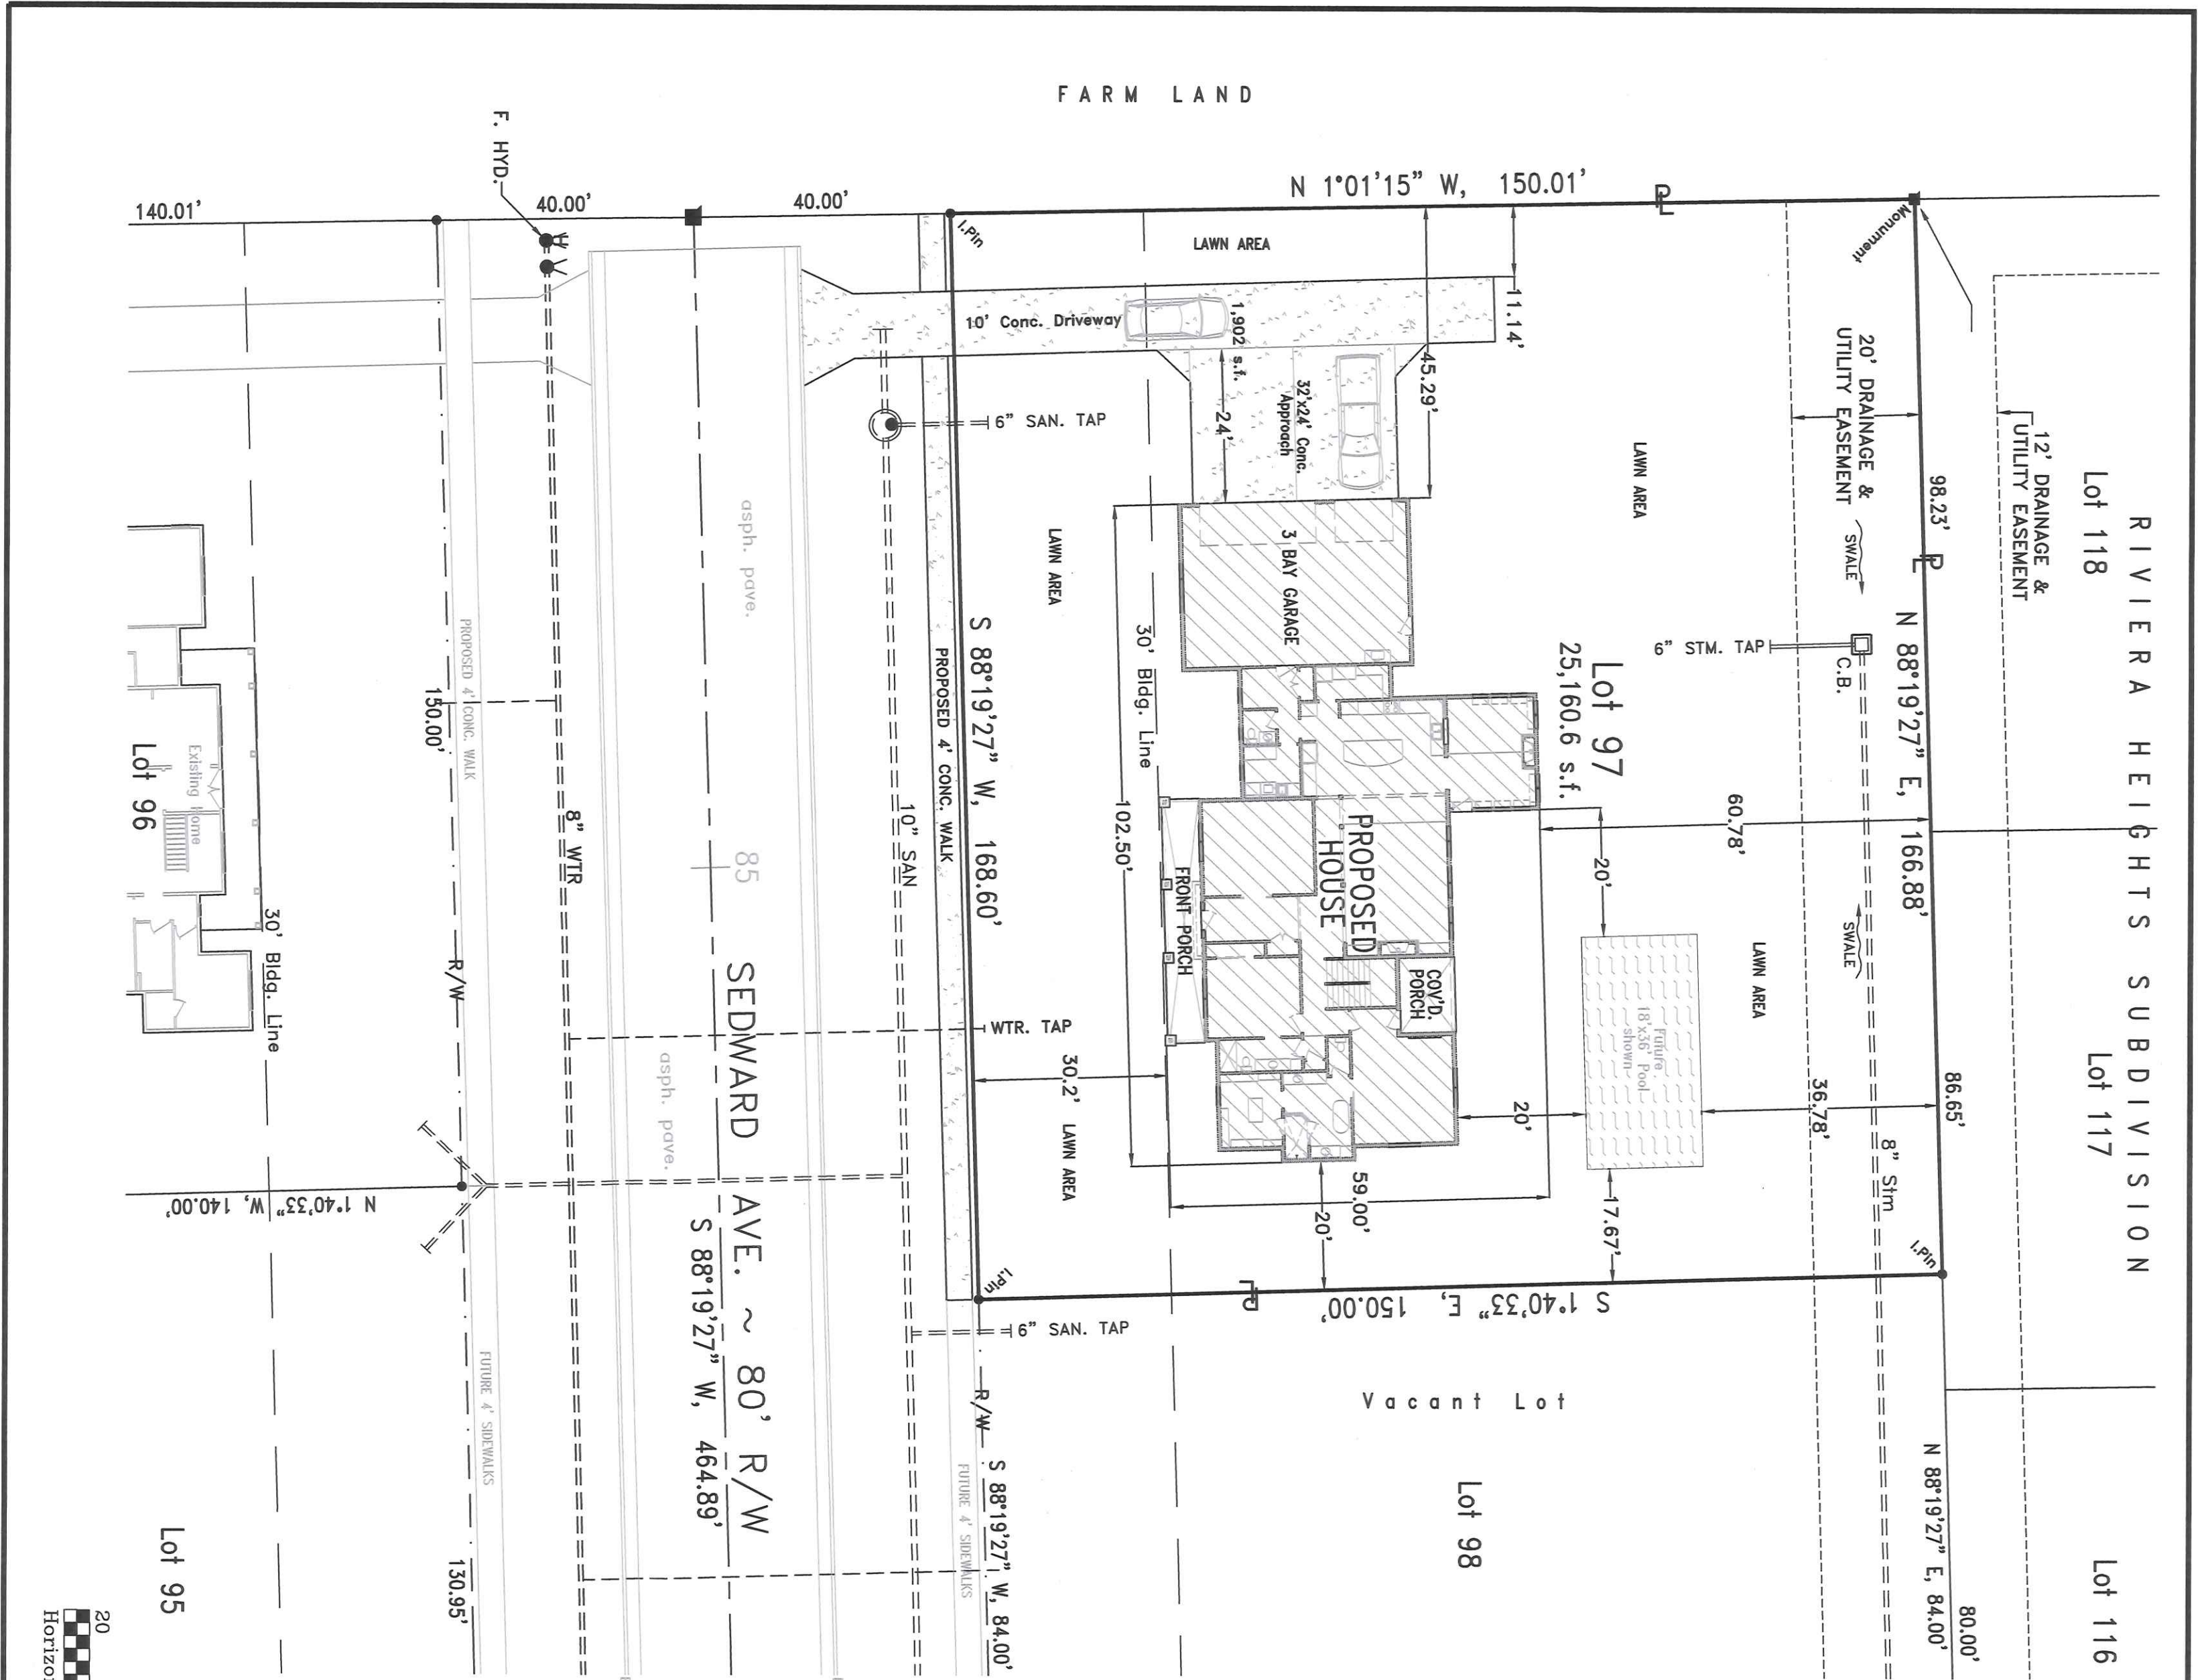 FARM LAND
F. HYD.
140.01'
40.00'
40.00'
N 1°01'15" W, 150.01'
I.Pin
Monument
LAWN AREA
10' Conc. Driveway
1,902 s.f.
11.14'
45.29'
24'
32'x24' Conc.
Approach
6" SAN. TAP
20' DRAINAGE &
UTILITY EASEMENT
12' DRAINAGE &
UTILITY EASEMENT
SWALE
98.23'
Lot 118
RIVIERA HEIGHTS SUBDIVISION
LAWN AREA
LAWN AREA
3 BAY GARAGE
30' Bldg. Line
6" STM. TAP
C.B.
N 88°19'27" E, 166.88'
Lot 97
25,160.6 s.f.
60.78'
20'
S 88°19'27" W, 168.60'
PROPOSED 4' CONC. WALK
10" SAN
asph. pave.
85
PROPOSED 4' CONC. WALK
150.00'
8" WTR
Lot 96
Existing Home
30' Bldg. Line
R/W
102.50'
FRONT PORCH
PROPOSED
HOUSE
COV'D.
PORCH
SWALE
LAWN AREA
Future
18'x36' Pool
shown
WTR. TAP
30.2'
LAWN AREA
20'
36.78'
86.65'
Lot 117
8" Stm
59.00'
20'
17.67'
I.Pin
I.Pin
S 1°40'33" E, 150.00'
SEDWARD AVE. ~ 80' R/W
S 88°19'27" W, 464.89'
asph. pave.
N 1°40'33" W, 140.00'
6" SAN. TAP
R/W
S 88°19'27" W, 84.00'
FUTURE 4' SIDEWALKS
FUTURE 4' SIDEWALKS
130.95'
Vacant Lot
Lot 98
N 88°19'27" E, 84.00'
80.00'
Lot 116
Lot 95
20